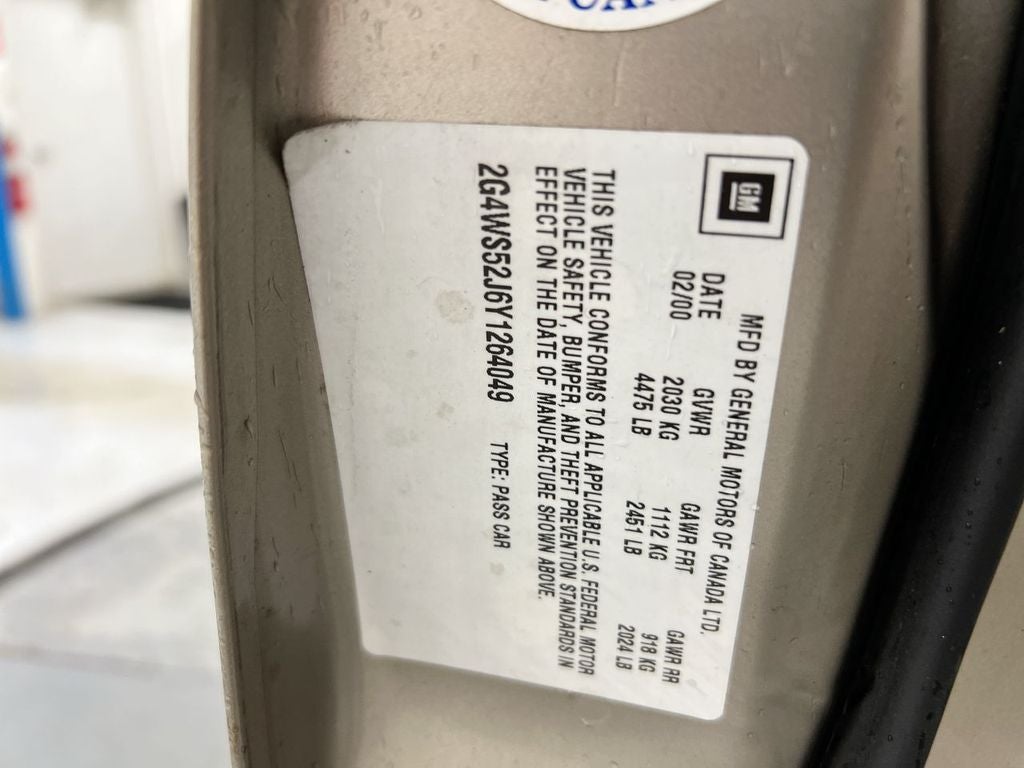 GM
MFD BY GENERAL MOTORS OF CANADA LTD.
DATE GVWR GAWR FRT GAWR RR
02/00 2030 KG 1112 KG 918 KG
4475 LB 2451 LB 2024 LB
THIS VEHICLE CONFORMS TO ALL APPLICABLE U.S. FEDERAL MOTOR
VEHICLE SAFETY, BUMPER, AND THEFT PREVENTION STANDARDS IN
EFFECT ON THE DATE OF MANUFACTURE SHOWN ABOVE.
2G4WS52J6Y1264049 TYPE: PASS CAR